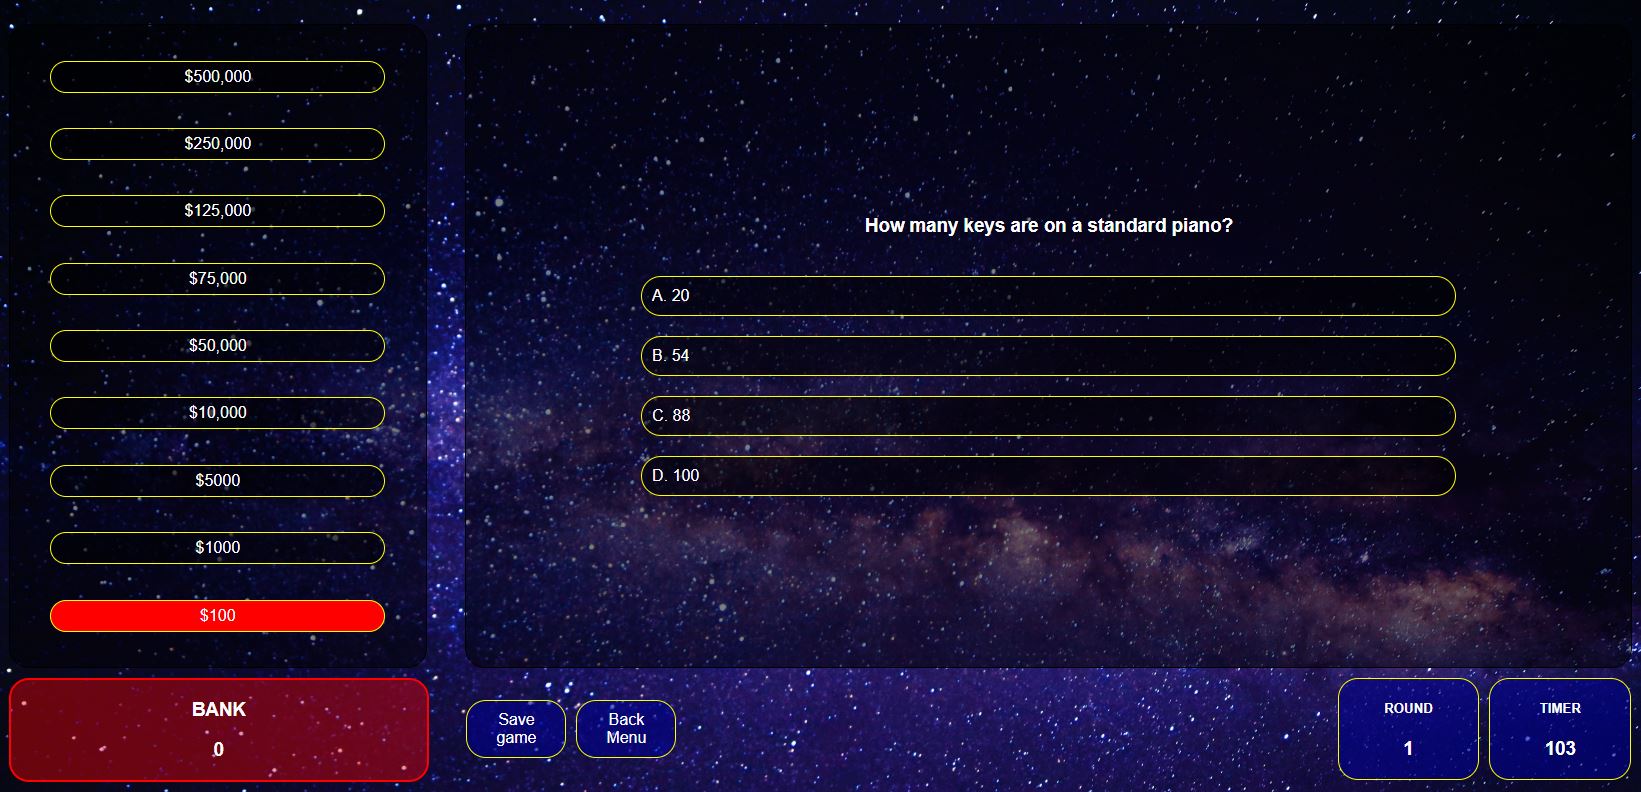 $500,000
$250,000
$125,000
$75,000
$50,000
$10,000
$5000
$1000
$100
BANK
0
How many keys are on a standard piano?
A. 20
B. 54
C. 88
D. 100
Save
game
Back
Menu
ROUND
1
TIMER
103